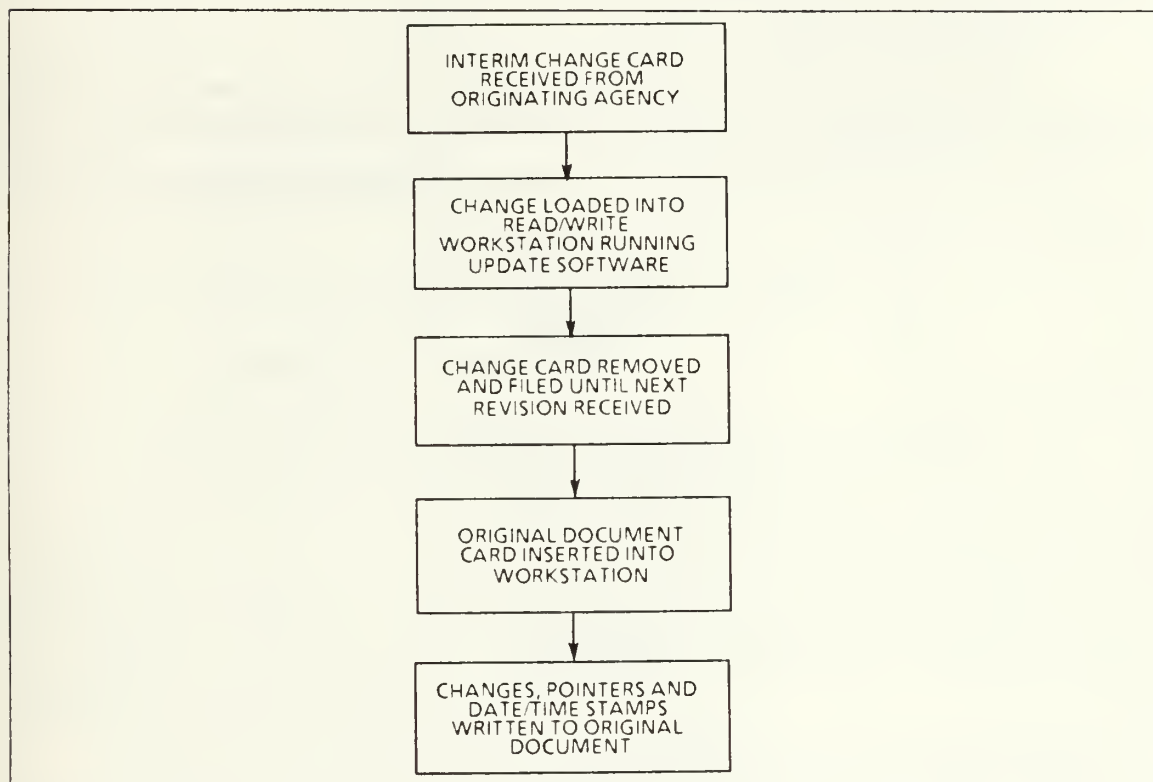 INTERIM CHANGE CARD
RECEIVED FROM
ORIGINATING AGENCY
CHANGE LOADED INTO
READ/WRITE
WORKSTATION RUNNING
UPDATE SOFTWARE
CHANGE CARD REMOVED
AND FILED UNTIL NEXT
REVISION RECEIVED
ORIGINAL DOCUMENT
CARD INSERTED INTO
WORKSTATION
CHANGES, POINTERS AND
DATE/TIME STAMPS
WRITTEN TO ORIGINAL
DOCUMENT